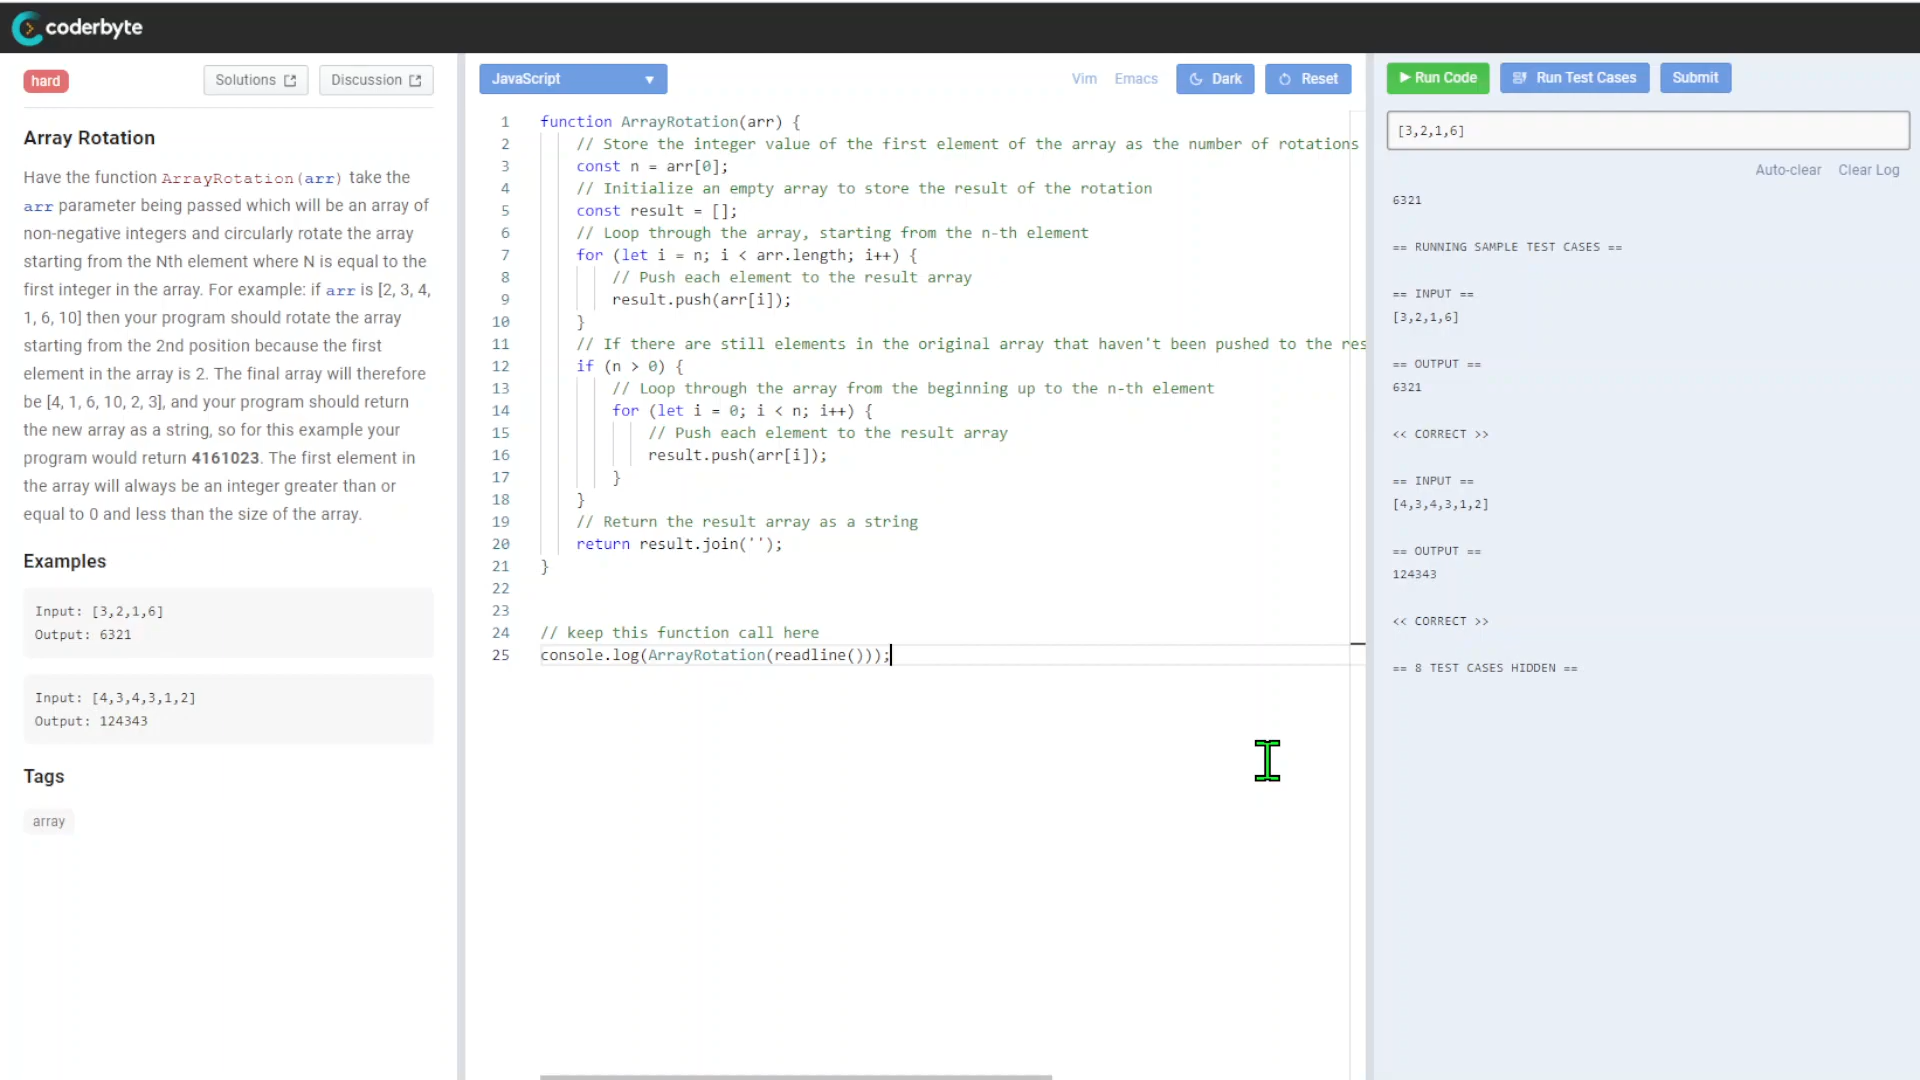 coderbyte
hard
Solutions
Discussion
Array Rotation
Have the function ArrayRotation(arr) take the
arr parameter being passed which will be an array of
non-negative integers and circularly rotate the array
starting from the Nth element where N is equal to the
first integer in the array. For example: if arr is [2, 3, 4,
1, 6, 10] then your program should rotate the array
starting from the 2nd position because the first
element in the array is 2. The final array will therefore
be [4, 1, 6, 10, 2, 3], and your program should return
the new array as a string, so for this example your
program would return 4161023. The first element in
the array will always be an integer greater than or
equal to 0 and less than the size of the array.
Examples
Input: [3,2,1,6]
Output: 6321
Input: [4,3,4,3,1,2]
Output: 124343
Tags
array
JavaScript
Vim
Emacs
Dark
Reset
1 function ArrayRotation(arr) {
2 // Store the integer value of the first element of the array as the number of rotations
3 const n = arr[0];
4 // Initialize an empty array to store the result of the rotation
5 const result = [];
6 // Loop through the array, starting from the n-th element
7 for (let i = n; i < arr.length; i++) {
8 // Push each element to the result array
9 result.push(arr[i]);
10 }
11 // If there are still elements in the original array that haven't been pushed to the res
12 if (n > 0) {
13 // Loop through the array from the beginning up to the n-th element
14 for (let i = 0; i < n; i++) {
15 // Push each element to the result array
16 result.push(arr[i]);
17 }
18 }
19 // Return the result array as a string
20 return result.join('');
21 }
22
23
24 // keep this function call here
25 console.log(ArrayRotation(readline()));
Run Code
Run Test Cases
Submit
[3,2,1,6]
Auto-clear
Clear Log
6321
== RUNNING SAMPLE TEST CASES ==
== INPUT ==
[3,2,1,6]
== OUTPUT ==
6321
<< CORRECT >>
== INPUT ==
[4,3,4,3,1,2]
== OUTPUT ==
124343
<< CORRECT >>
== 8 TEST CASES HIDDEN ==